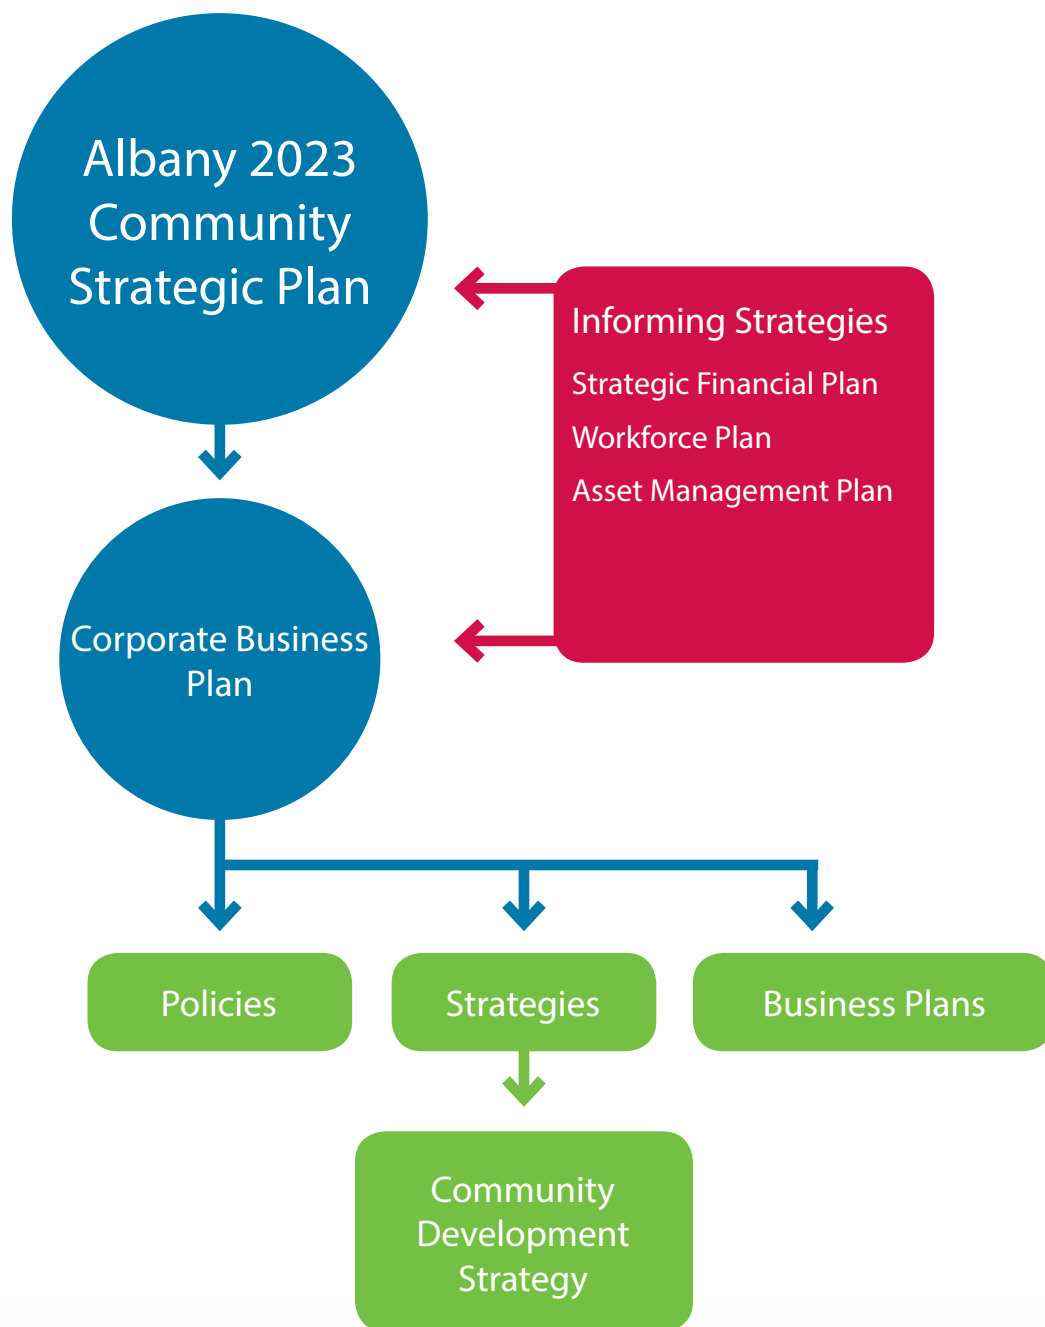 Albany 2023
Community
Strategic Plan
Informing Strategies
Strategic Financial Plan
Workforce Plan
Asset Management Plan
Corporate Business
Plan
Policies
Strategies
Business Plans
Community
Development
Strategy